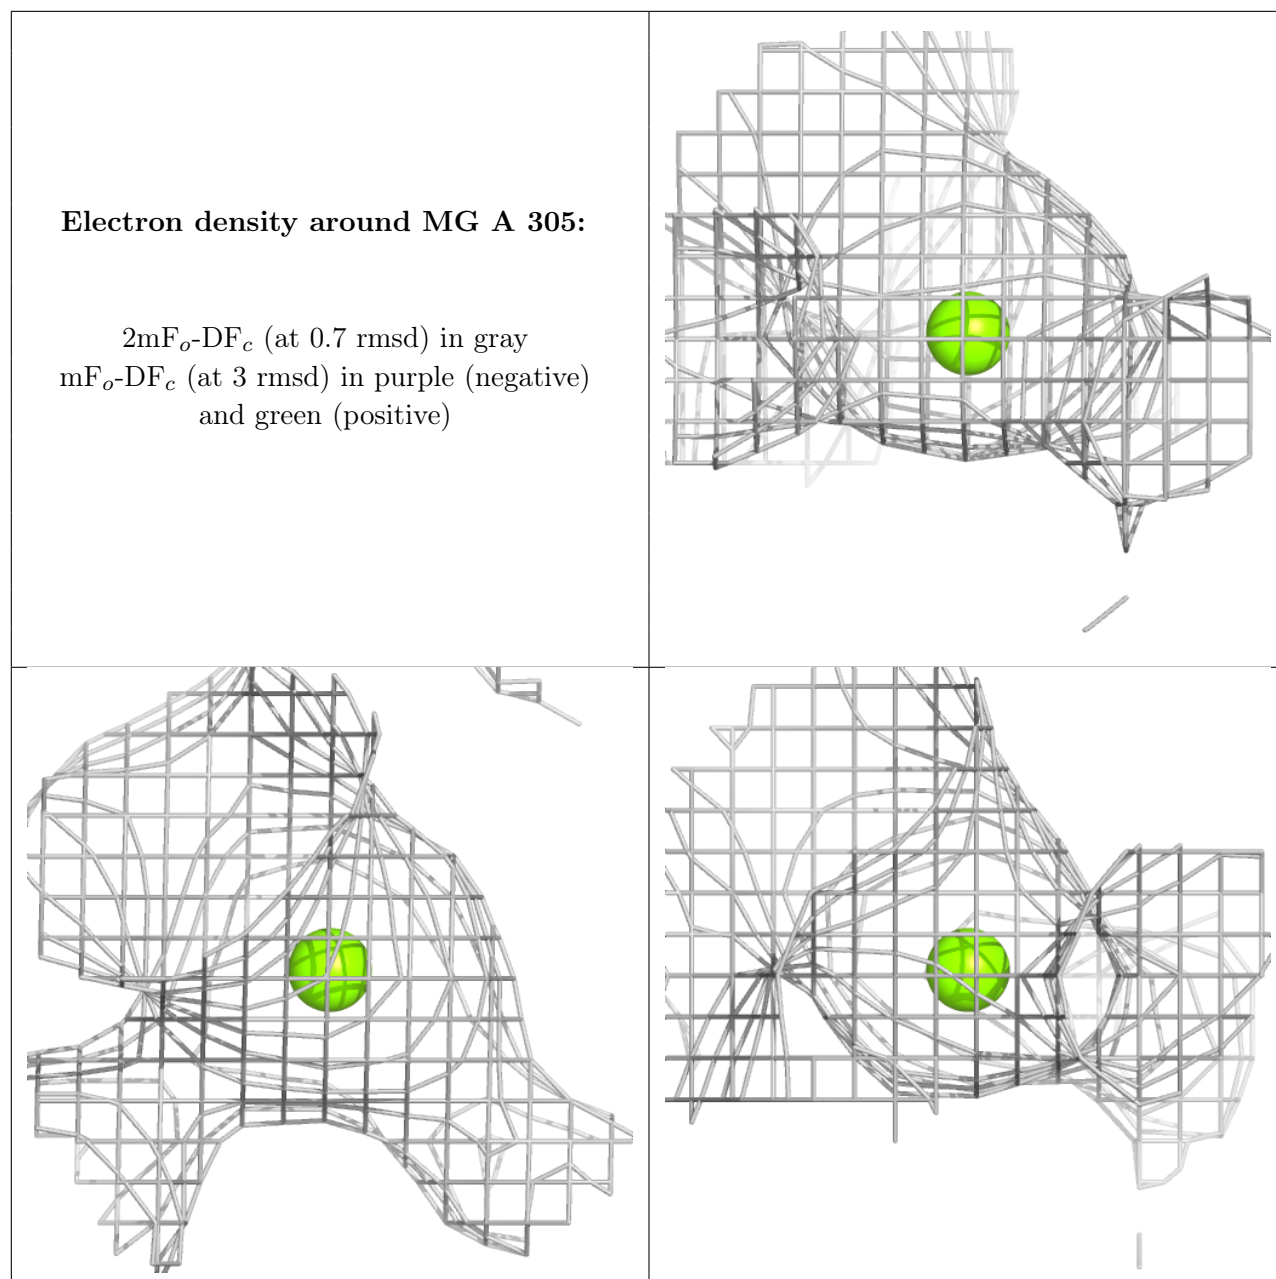 Electron density around MG A 305:
2mFo-DFc (at 0.7 rmsd) in gray
mFo-DFc (at 3 rmsd) in purple (negative)
and green (positive)